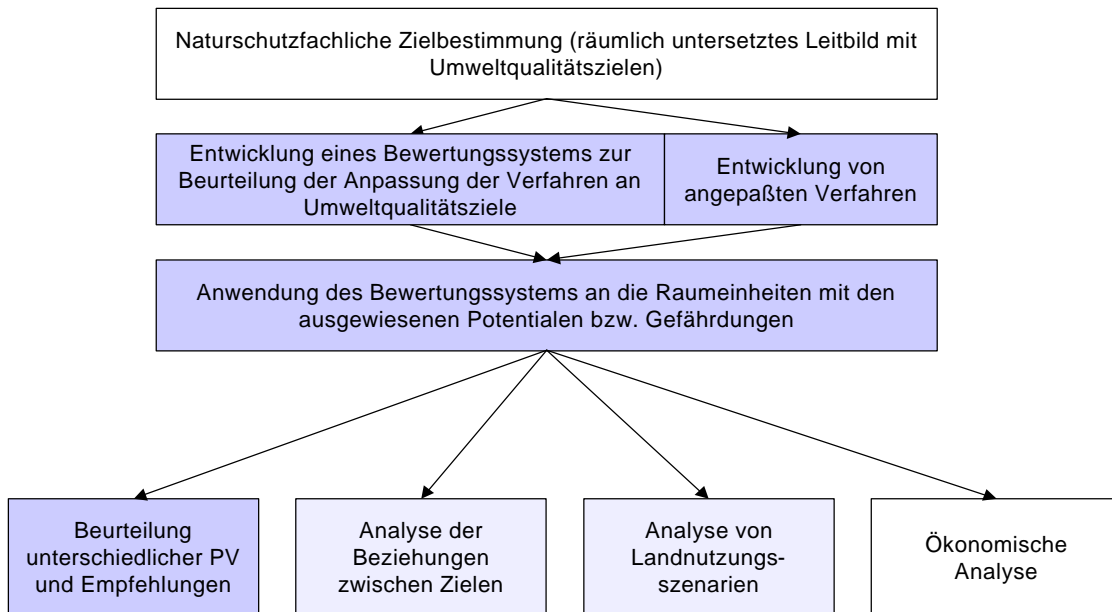 Naturschutzfachliche Zielbestimmung (räumlich untersetztes Leitbild mit
Umweltqualitätszielen)
Entwicklung eines Bewertungssystems zur
Beurteilung der Anpassung der Verfahren an
Umweltqualitätsziele
Entwicklung von
angepaßten Verfahren
Anwendung des Bewertungssystems an die Raumeinheiten mit den
ausgewiesenen Potentialen bzw. Gefährdungen
Beurteilung
unterschiedlicher PV
und Empfehlungen
Analyse der
Beziehungen
zwischen Zielen
Analyse von
Landnutzungs-
szenarien
Ökonomische
Analyse